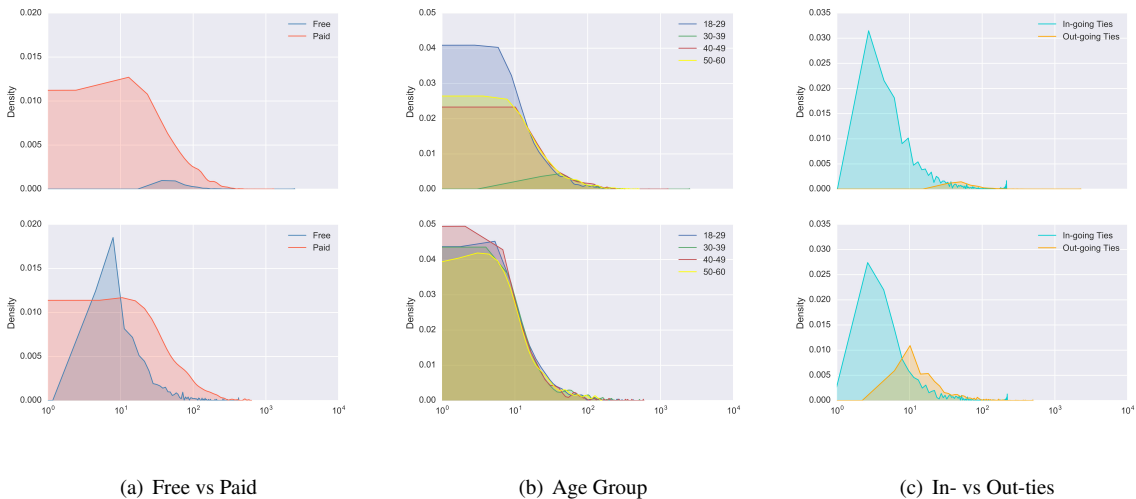 0.020
0.015
0.010
0.005
0.000
Density
Free
Paid
0.05
0.04
0.03
0.02
0.01
0.00
Density
18-29
30-39
40-49
50-60
0.035
0.030
0.025
0.020
0.015
0.010
0.005
0.000
Density
In-going Ties
Out-going Ties
0.020
0.015
0.010
0.005
0.000
Density
Free
Paid
10^0 10^1 10^2 10^3 10^4
0.05
0.04
0.03
0.02
0.01
0.00
Density
18-29
30-39
40-49
50-60
10^0 10^1 10^2 10^3 10^4
0.035
0.030
0.025
0.020
0.015
0.010
0.005
0.000
Density
In-going Ties
Out-going Ties
10^0 10^1 10^2 10^3 10^4
(a) Free vs Paid
(b) Age Group
(c) In- vs Out-ties